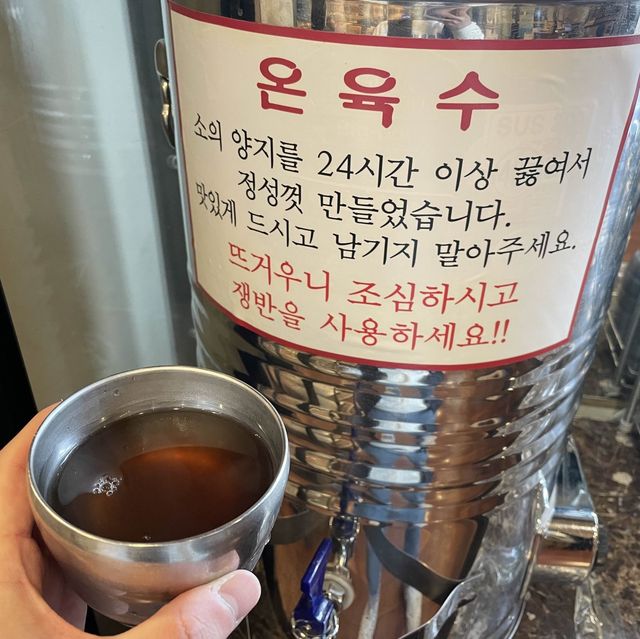 온육수
소의 양지를 24시간 이상 끓여서
정성껏 만들었습니다.
맛있게 드시고 남기지 말아주세요.
뜨거우니 조심하시고
쟁반을 사용하세요!!